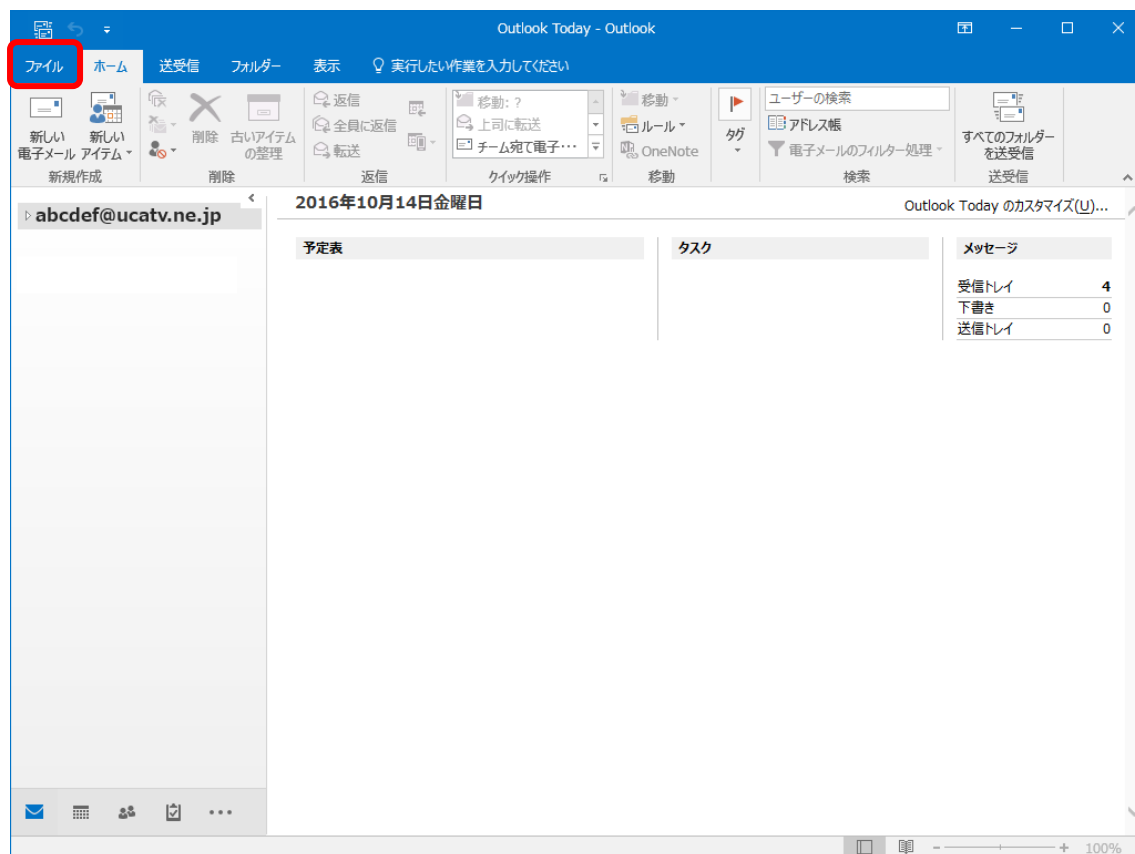 Outlook Today - Outlook
ファイル ホーム 送受信 フォルダー 表示 実行したい作業を入力してください
新しい
電子メール
新しい
アイテム
新規作成
削除
古いアイテム
の整理
削除
返信
全員に返信
転送
返信
移動: ?
上司に転送
チーム宛て電子･･･
クイック操作
移動
ルール
OneNote
移動
タグ
ユーザーの検索
アドレス帳
電子メールのフィルター処理
検索
すべてのフォルダー
を送受信
送受信
abcdef@ucatv.ne.jp
2016年10月14日金曜日
Outlook Today のカスタマイズ(U)...
予定表
タスク
メッセージ
受信トレイ 4
下書き 0
送信トレイ 0
100%